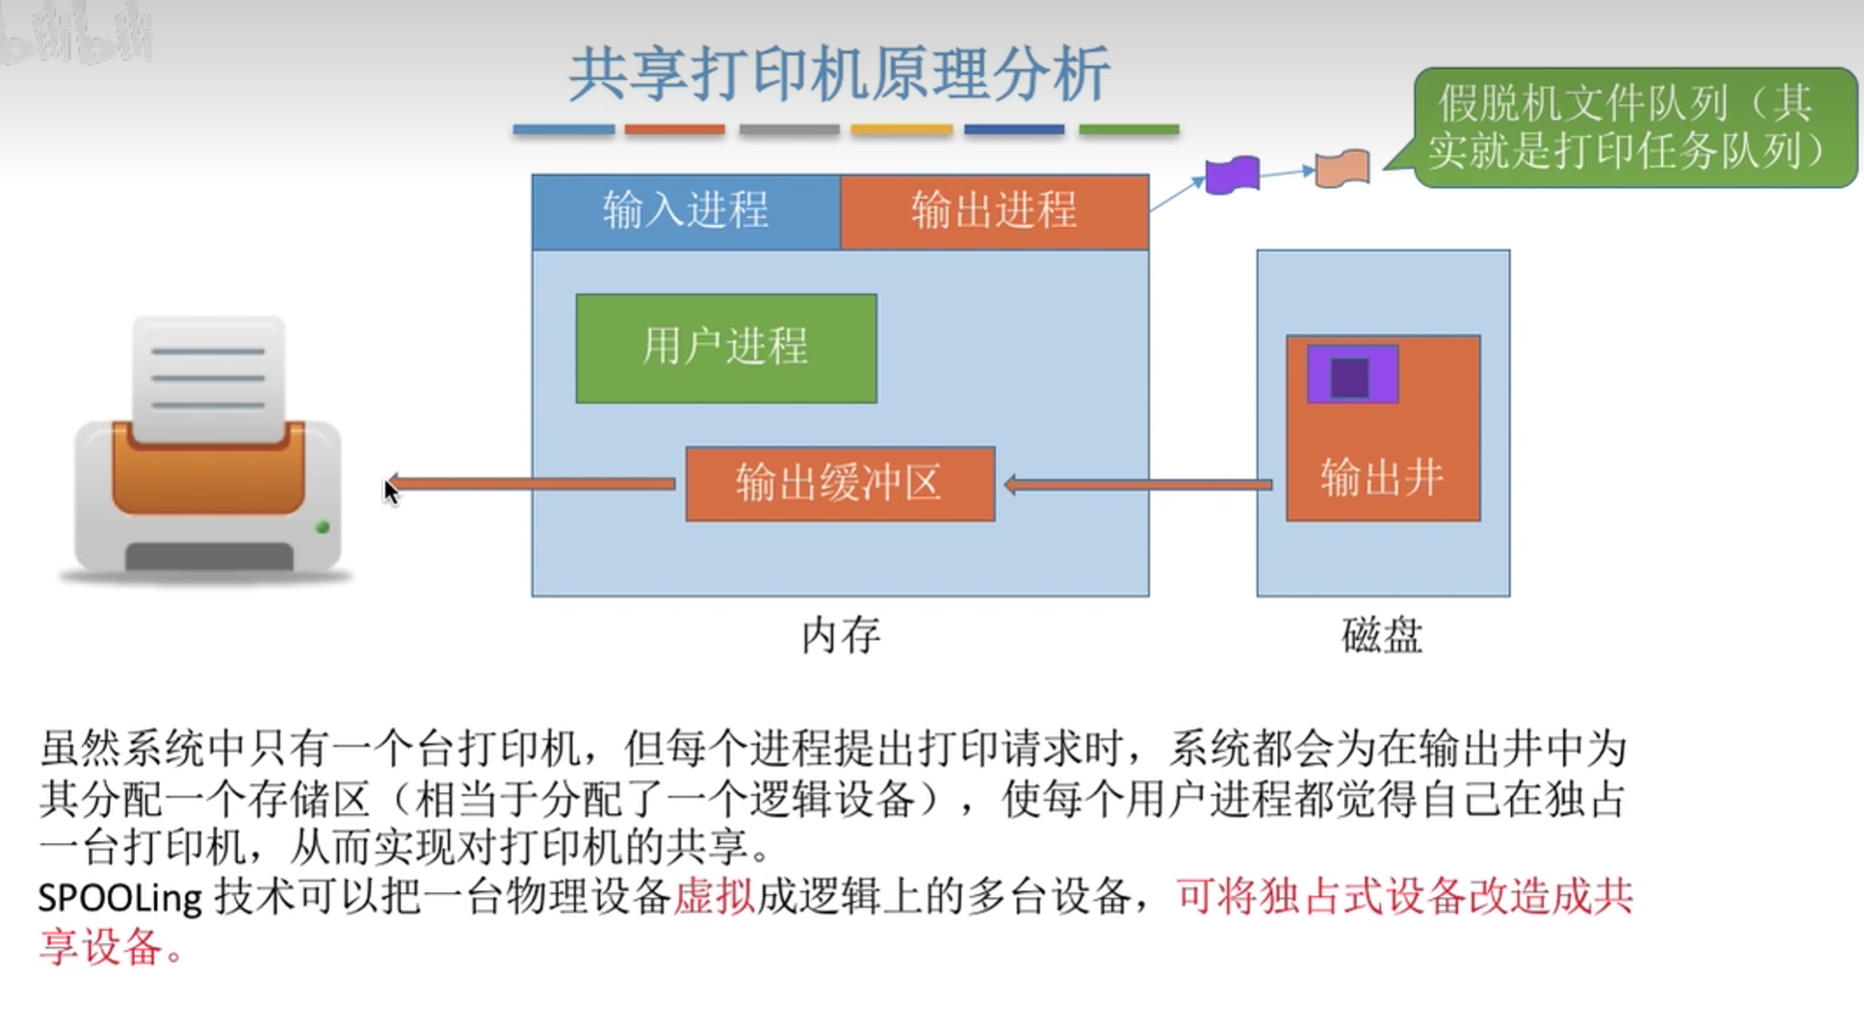 bilibili
共享打印机原理分析
假脱机文件队列（其
实就是打印任务队列）
输入进程
输出进程
用户进程
输出缓冲区
输出井
内存
磁盘
虽然系统中只有一个台打印机，但每个进程提出打印请求时，系统都会为在输出井中为
其分配一个存储区（相当于分配了一个逻辑设备），使每个用户进程都觉得自己在独占
一台打印机，从而实现对打印机的共享。
SPOOLing 技术可以把一台物理设备虚拟成逻辑上的多台设备，可将独占式设备改造成共
享设备。